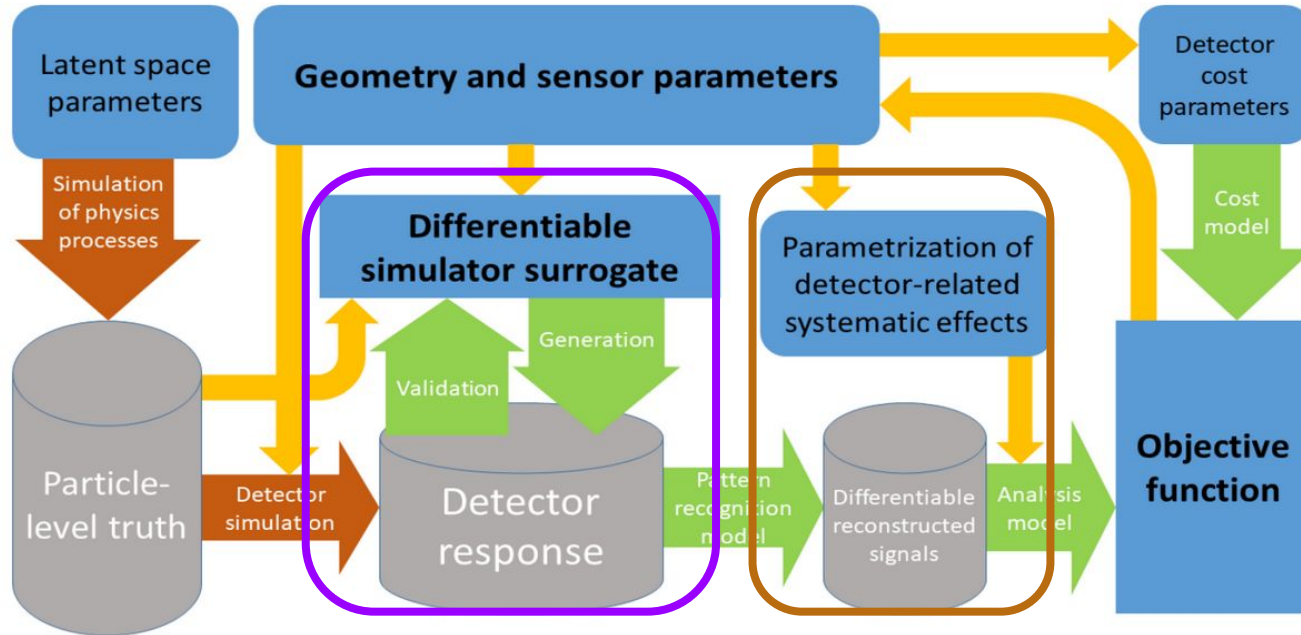 Latent space
parameters
Geometry and sensor parameters
Detector
cost
parameters
Simulation
of physics
processes
Differentiable
simulator surrogate
Parametrization of
detector-related
systematic effects
Cost
model
Validation
Generation
Particle-
level truth
Detector
simulation
Detector
response
Pattern
recognition
model
Differentiable
reconstructed
signals
Analysis
model
Objective
function